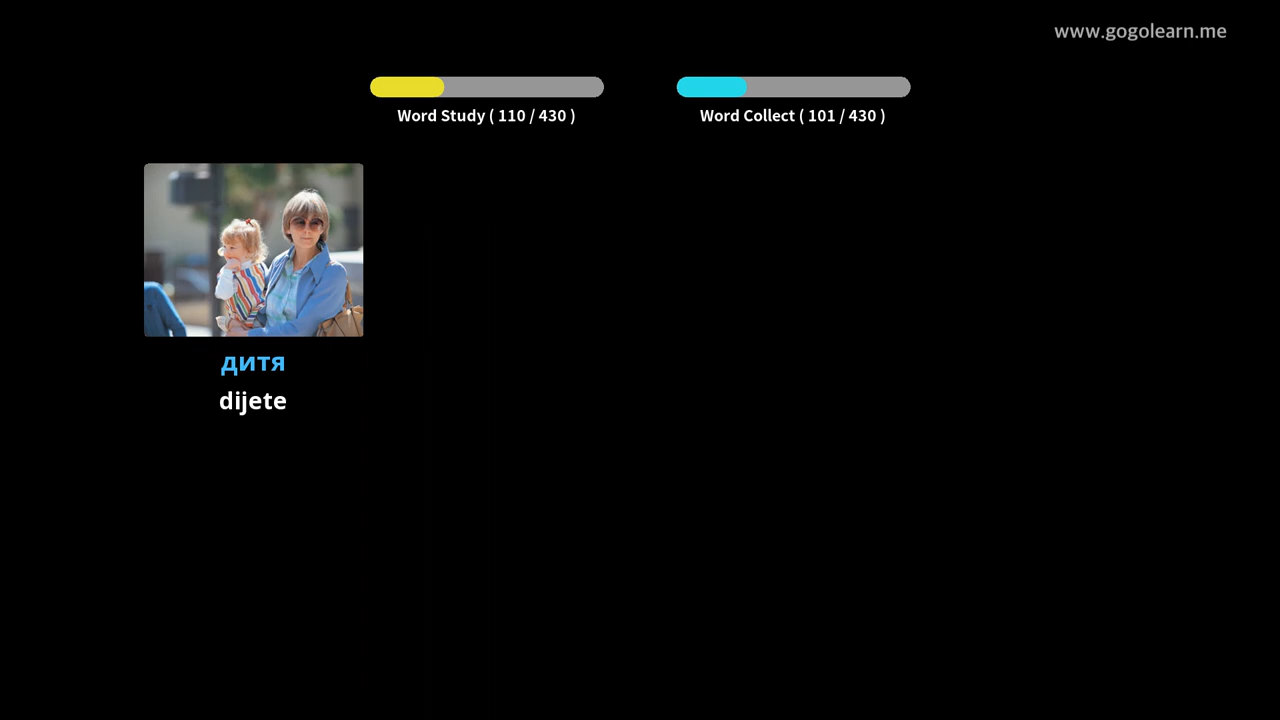 www.gogolearn.me
Word Study ( 110 / 430 )
Word Collect ( 101 / 430 )
дитя
dijete